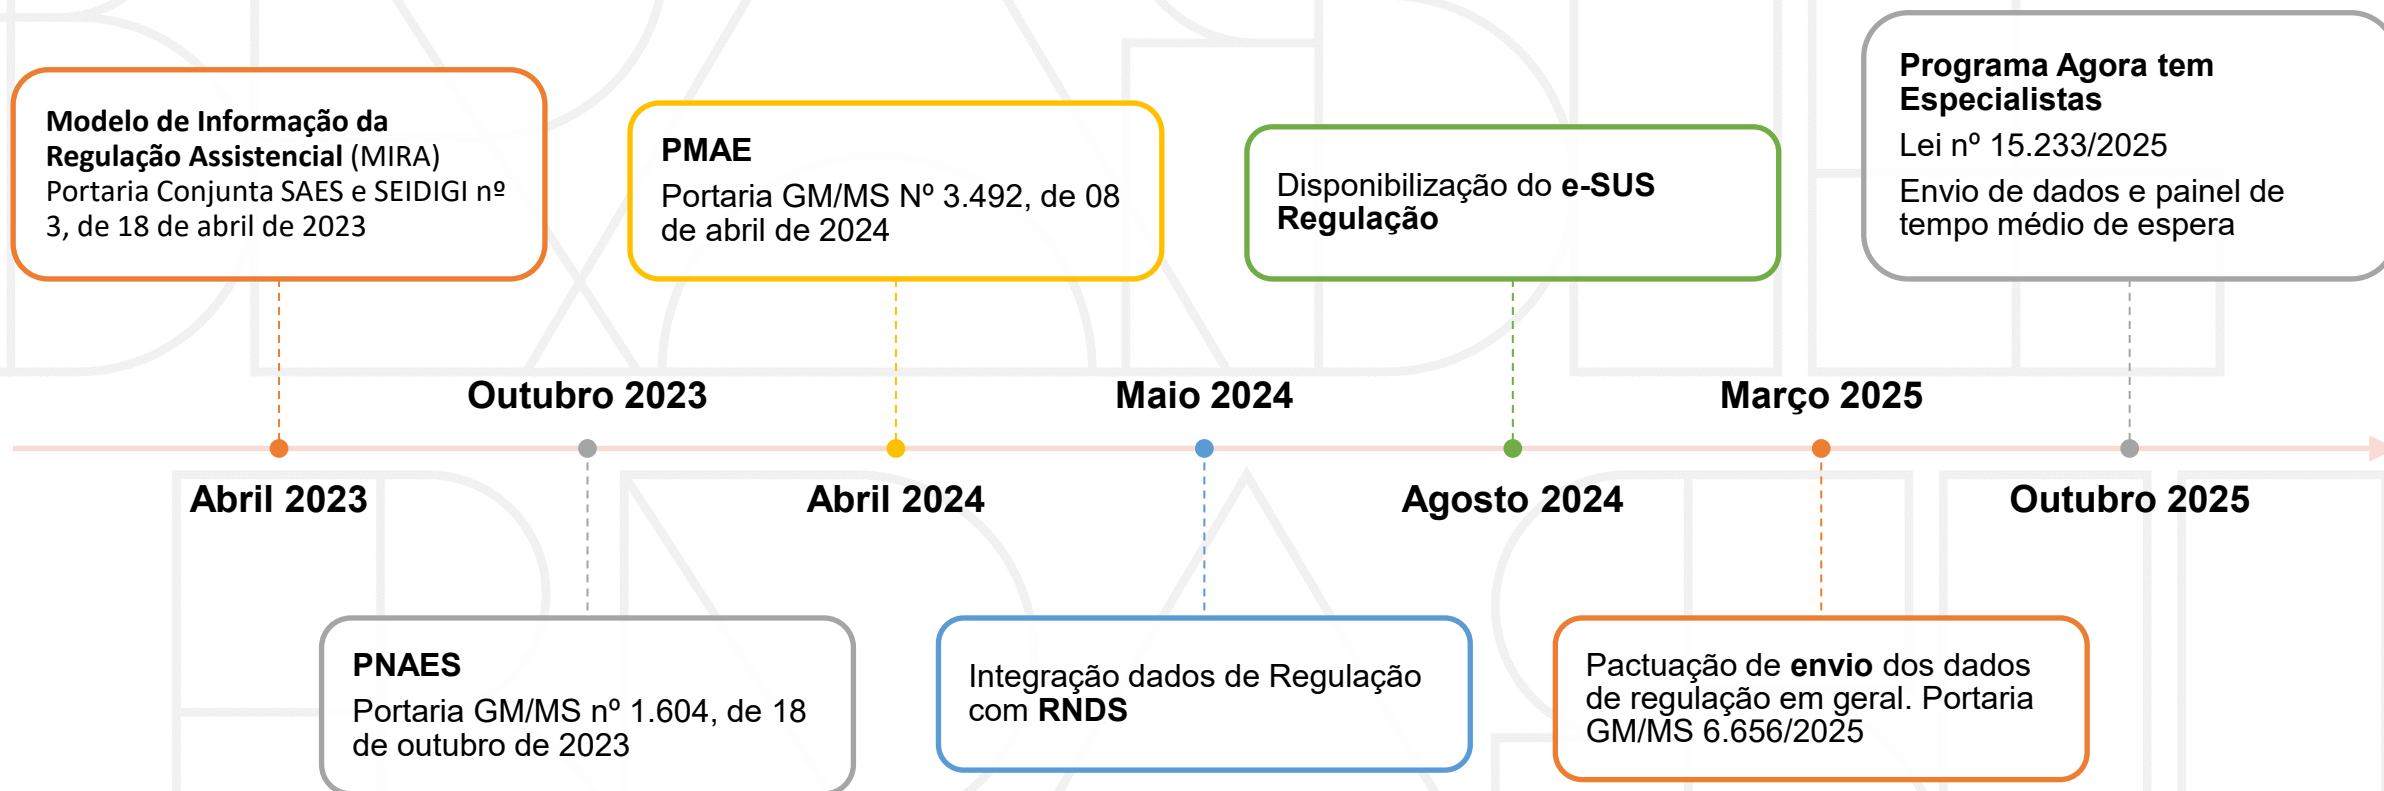 Modelo de Informação da
Regulação Assistencial (MIRA)
Portaria Conjunta SAES e SEIDIGI nº
3, de 18 de abril de 2023
PMAE
Portaria GM/MS Nº 3.492, de 08
de abril de 2024
Disponibilização do e-SUS
Regulação
Programa Agora tem
Especialistas
Lei nº 15.233/2025
Envio de dados e painel de
tempo médio de espera
Outubro 2023
Maio 2024
Março 2025
Abril 2023
Abril 2024
Agosto 2024
Outubro 2025
PNAES
Portaria GM/MS nº 1.604, de 18
de outubro de 2023
Integração dados de Regulação
com RNDS
Pactuação de envio dos dados
de regulação em geral. Portaria
GM/MS 6.656/2025